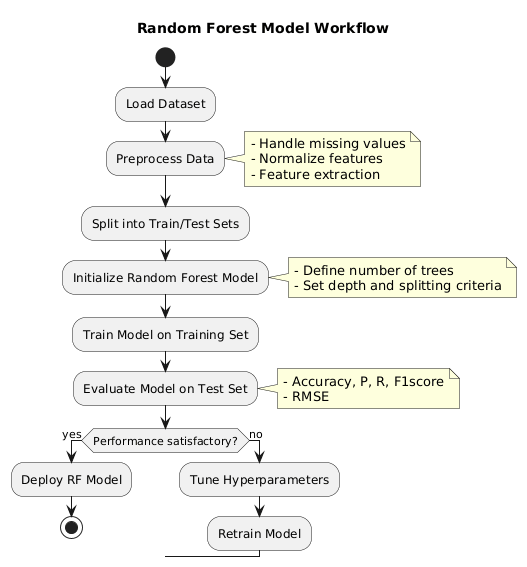 Random Forest Model Workflow
Load Dataset
Preprocess Data
- Handle missing values
- Normalize features
- Feature extraction
Split into Train/Test Sets
Initialize Random Forest Model
- Define number of trees
- Set depth and splitting criteria
Train Model on Training Set
Evaluate Model on Test Set
- Accuracy, P, R, F1score
- RMSE
yes
Performance satisfactory?
no
Deploy RF Model
Tune Hyperparameters
Retrain Model